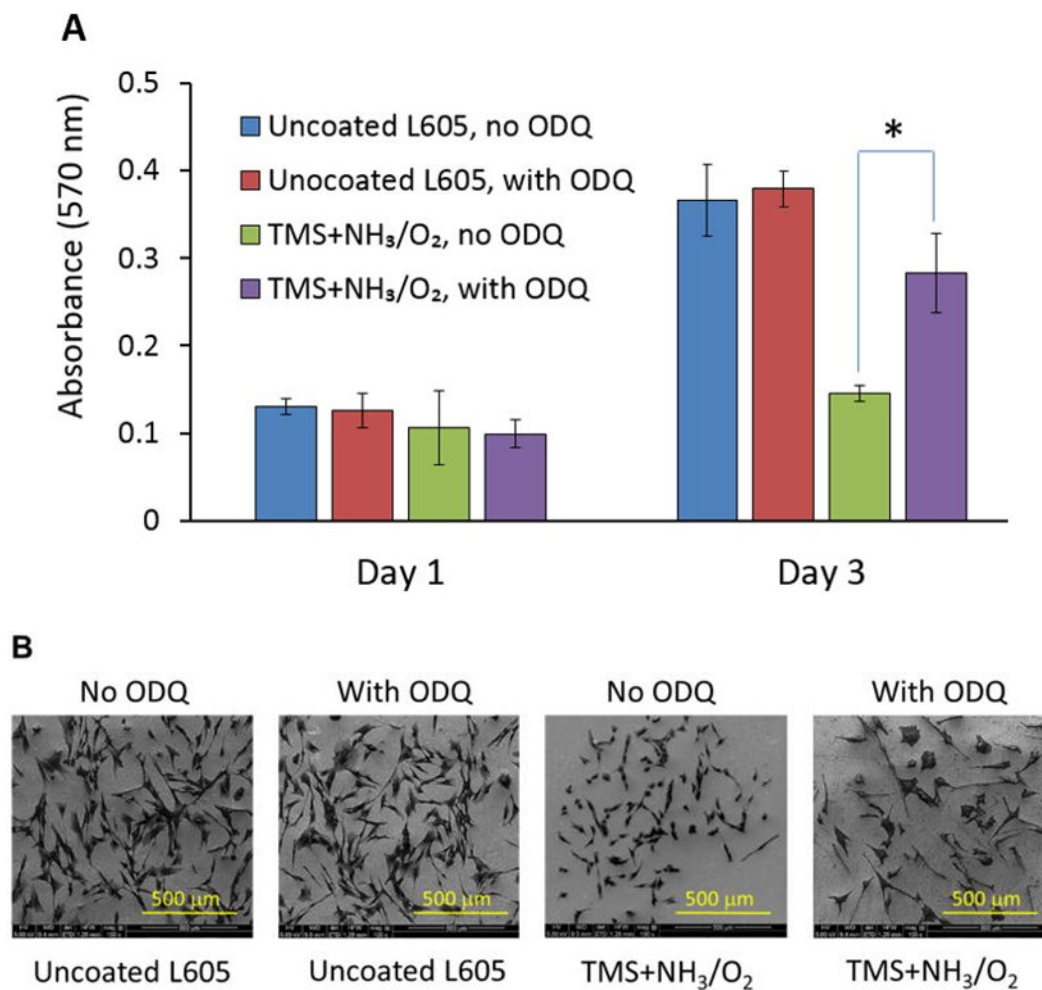 A
0.5
0.4
0.3
0.2
0.1
0
Absorbance (570 nm)
Uncoated L605, no ODQ
Unocoated L605, with ODQ
TMS+NH₃/O₂, no ODQ
TMS+NH₃/O₂, with ODQ
*
Day 1 Day 3
B
No ODQ With ODQ No ODQ With ODQ
500 μm 500 μm 500 μm 500 μm
Uncoated L605 Uncoated L605 TMS+NH₃/O₂ TMS+NH₃/O₂